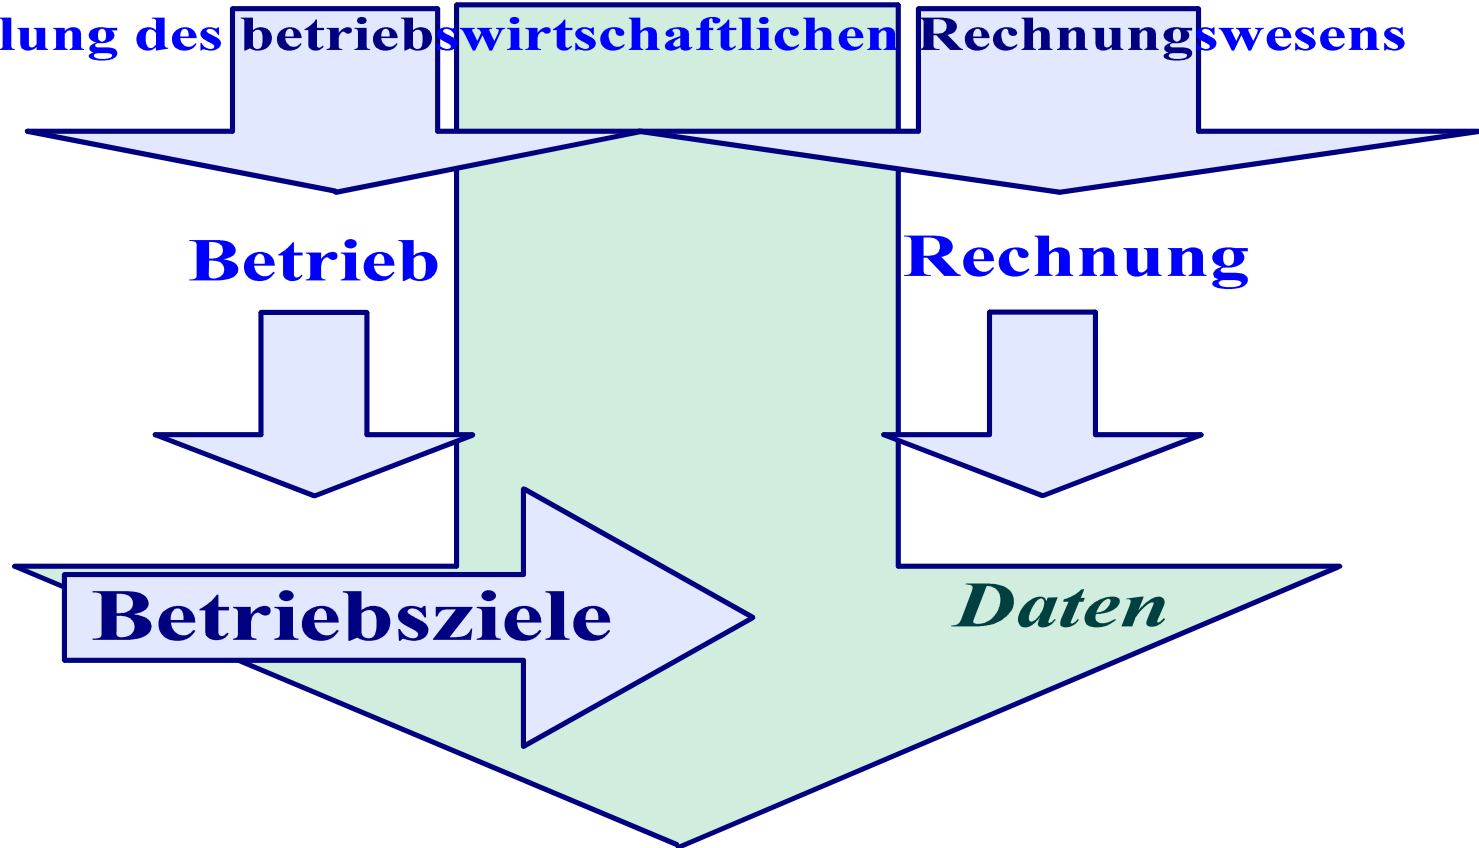 lung des betriebswirtschaftlichen Rechnungswesens
Betrieb Rechnung
Betriebsziele Daten